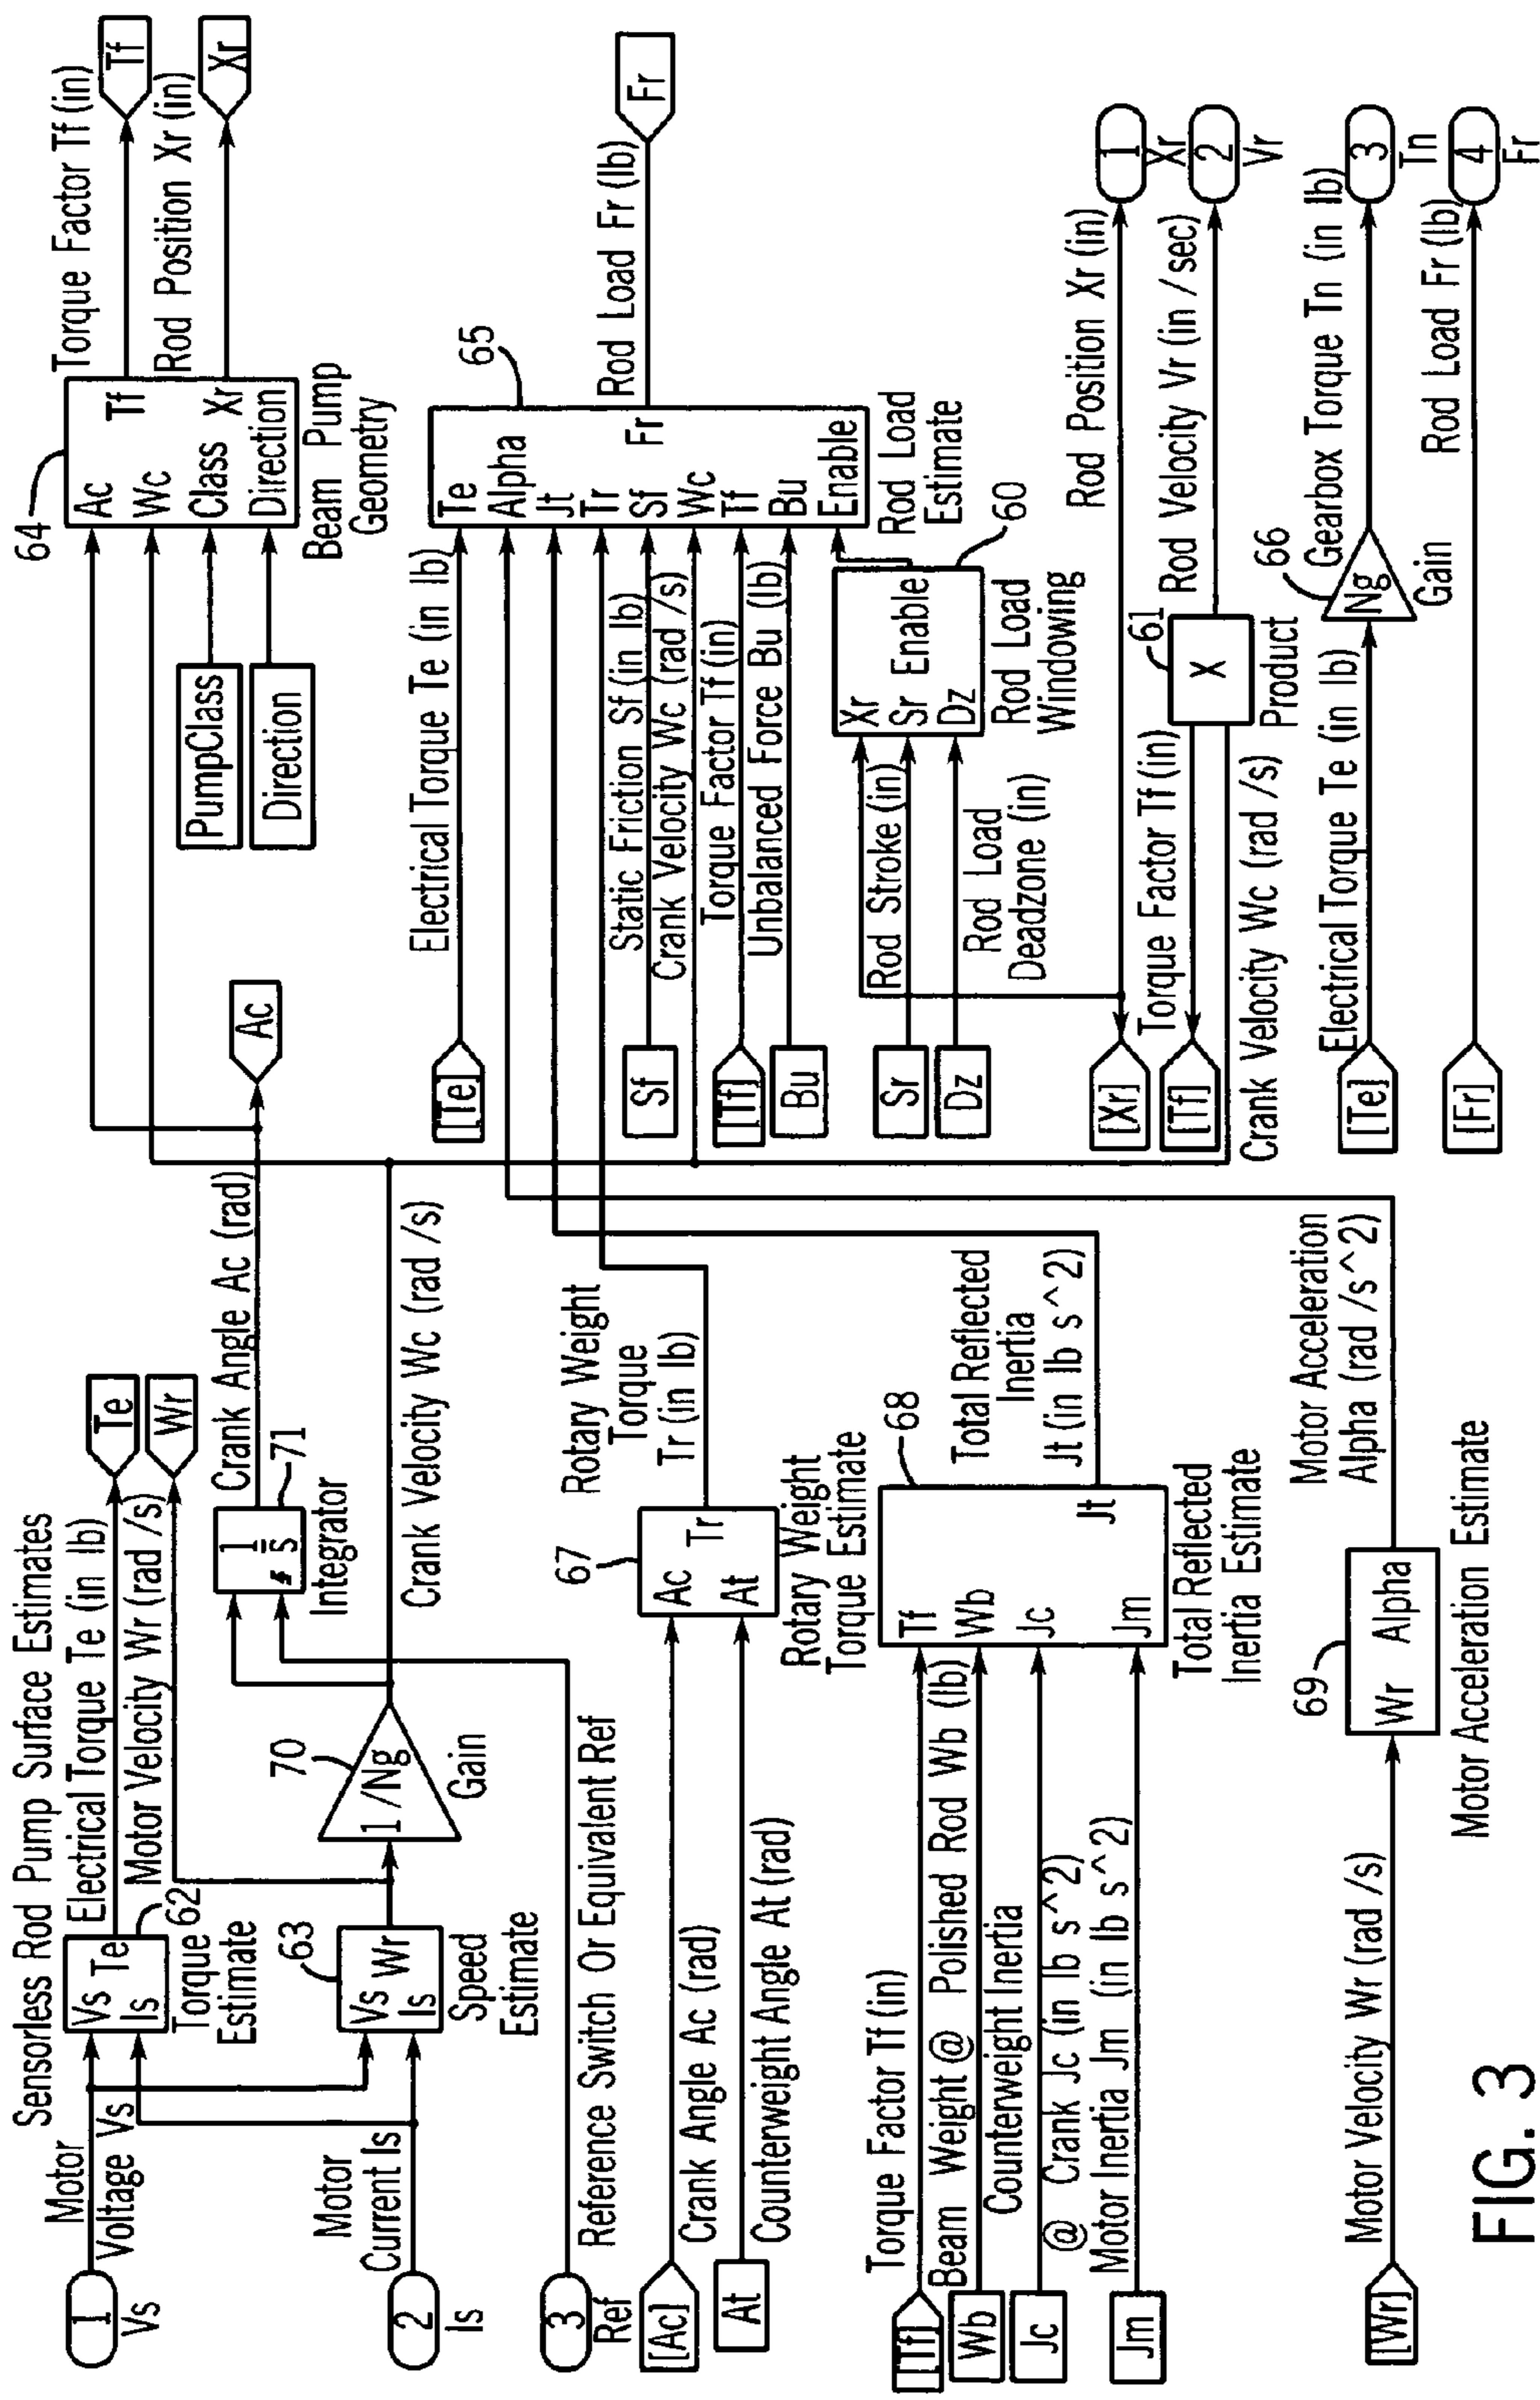 Sensorless Rod Pump Surface Estimates
1
Vs
Motor
Voltage Vs
Vs Te
Is
62
Torque
Estimate
Electrical Torque Te (in lb)
Te
Motor Velocity Wr (rad /s)
Wr
2
Is
Motor
Current Is
63
Vs Wr
Is
Speed
Estimate
70
1 /Ng
Gain
1
s
71
Integrator
Crank Angle Ac (rad)
Ac
Crank Velocity Wc (rad /s)
3
Ref
Reference Switch Or Equivalent Ref
PumpClass
Direction
64
Ac
Wc
Class
Direction
Tf
Xr
Beam Pump
Geometry
Torque Factor Tf (in)
Tf
Rod Position Xr (in)
Xr
[Ac]
Crank Angle Ac (rad)
At
Counterweight Angle At (rad)
67
Ac
Tr
At
Rotary Weight
Torque Estimate
Rotary Weight
Torque
Tr (in lb)
[Tf]
Torque Factor Tf (in)
Wb
Beam Weight @ Polished Rod Wb (lb)
Jc
Counterweight Inertia
@ Crank Jc (in lb s^2)
Jm
Motor Inertia Jm (in lb s^2)
68
Tf
Wb
Jc
Jm
Jt
Total Reflected
Inertia Estimate
Total Reflected
Inertia
Jt (in lb s^2)
[Wr]
Motor Velocity Wr (rad /s)
69
Wr Alpha
Motor Acceleration Estimate
Motor Acceleration
Alpha (rad /s^2)
[Te]
Electrical Torque Te (in lb)
Sf
Static Friction Sf (in lb)
Crank Velocity Wc (rad /s)
[Tf]
Torque Factor Tf (in)
Bu
Unbalanced Force Bu (lb)
65
Te
Alpha
Jt
Tr
Sf
Wc
Tf
Bu
Enable
Fr
Rod Load
Estimate
Rod Load Fr (lb)
Fr
Sr
Rod Stroke (in)
Dz
Rod Load
Deadzone (in)
60
Xr
Sr Enable
Dz
Rod Load
Windowing
[Xr]
Rod Position Xr (in)
1
Xr
[Tf]
Torque Factor Tf (in)
Crank Velocity Wc (rad /s)
61
X
Product
Rod Velocity Vr (in /sec)
2
Vr
[Te]
Electrical Torque Te (in lb)
66
Ng
Gain
Gearbox Torque Tn (in lb)
3
Tn
[Fr]
Rod Load Fr (lb)
4
Fr
FIG. 3